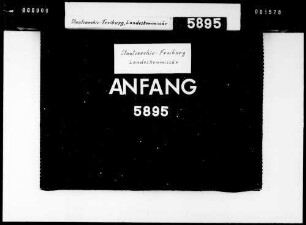 Staatsarchiv-Freiburg, Landeskommissär
5895
Staatsarchiv-Freiburg
Landeskommissär
ANFANG
5895